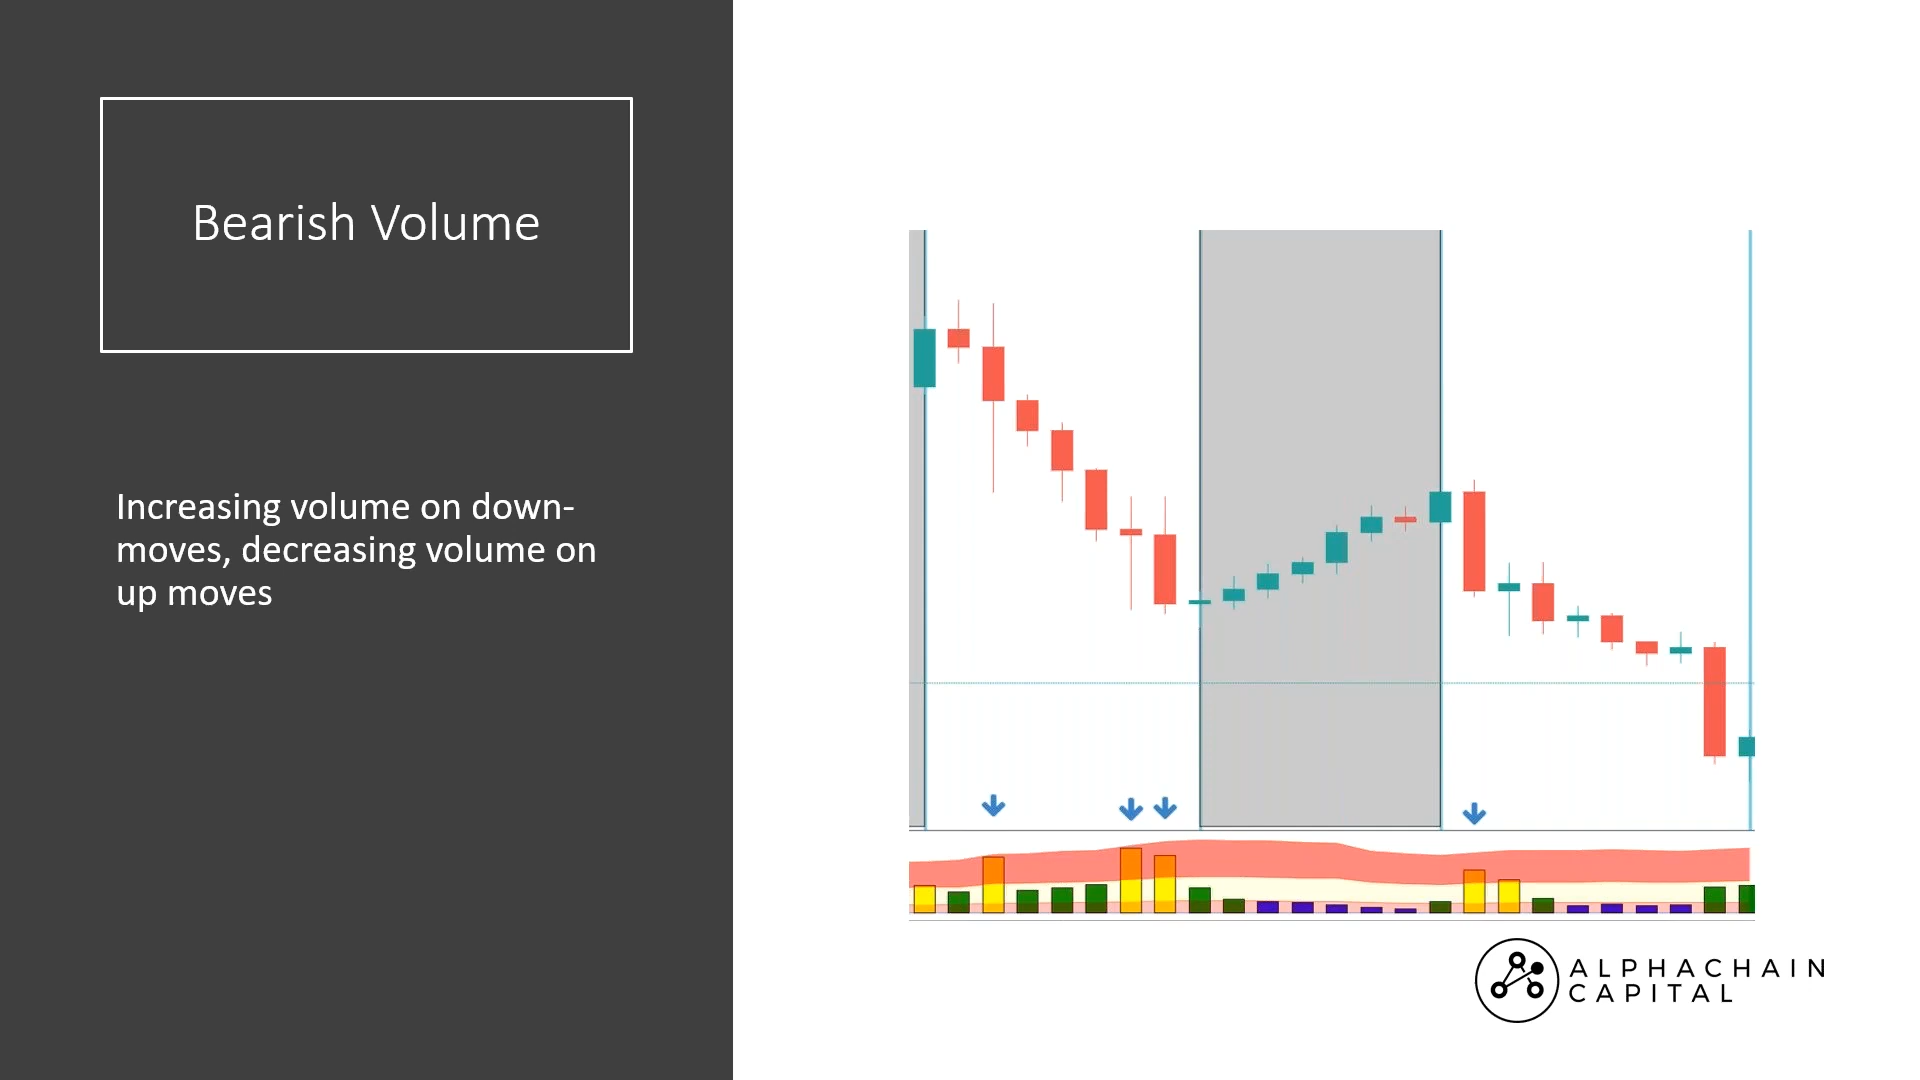 Bearish Volume
Increasing volume on down-
moves, decreasing volume on
up moves
ALPHACHAIN
CAPITAL